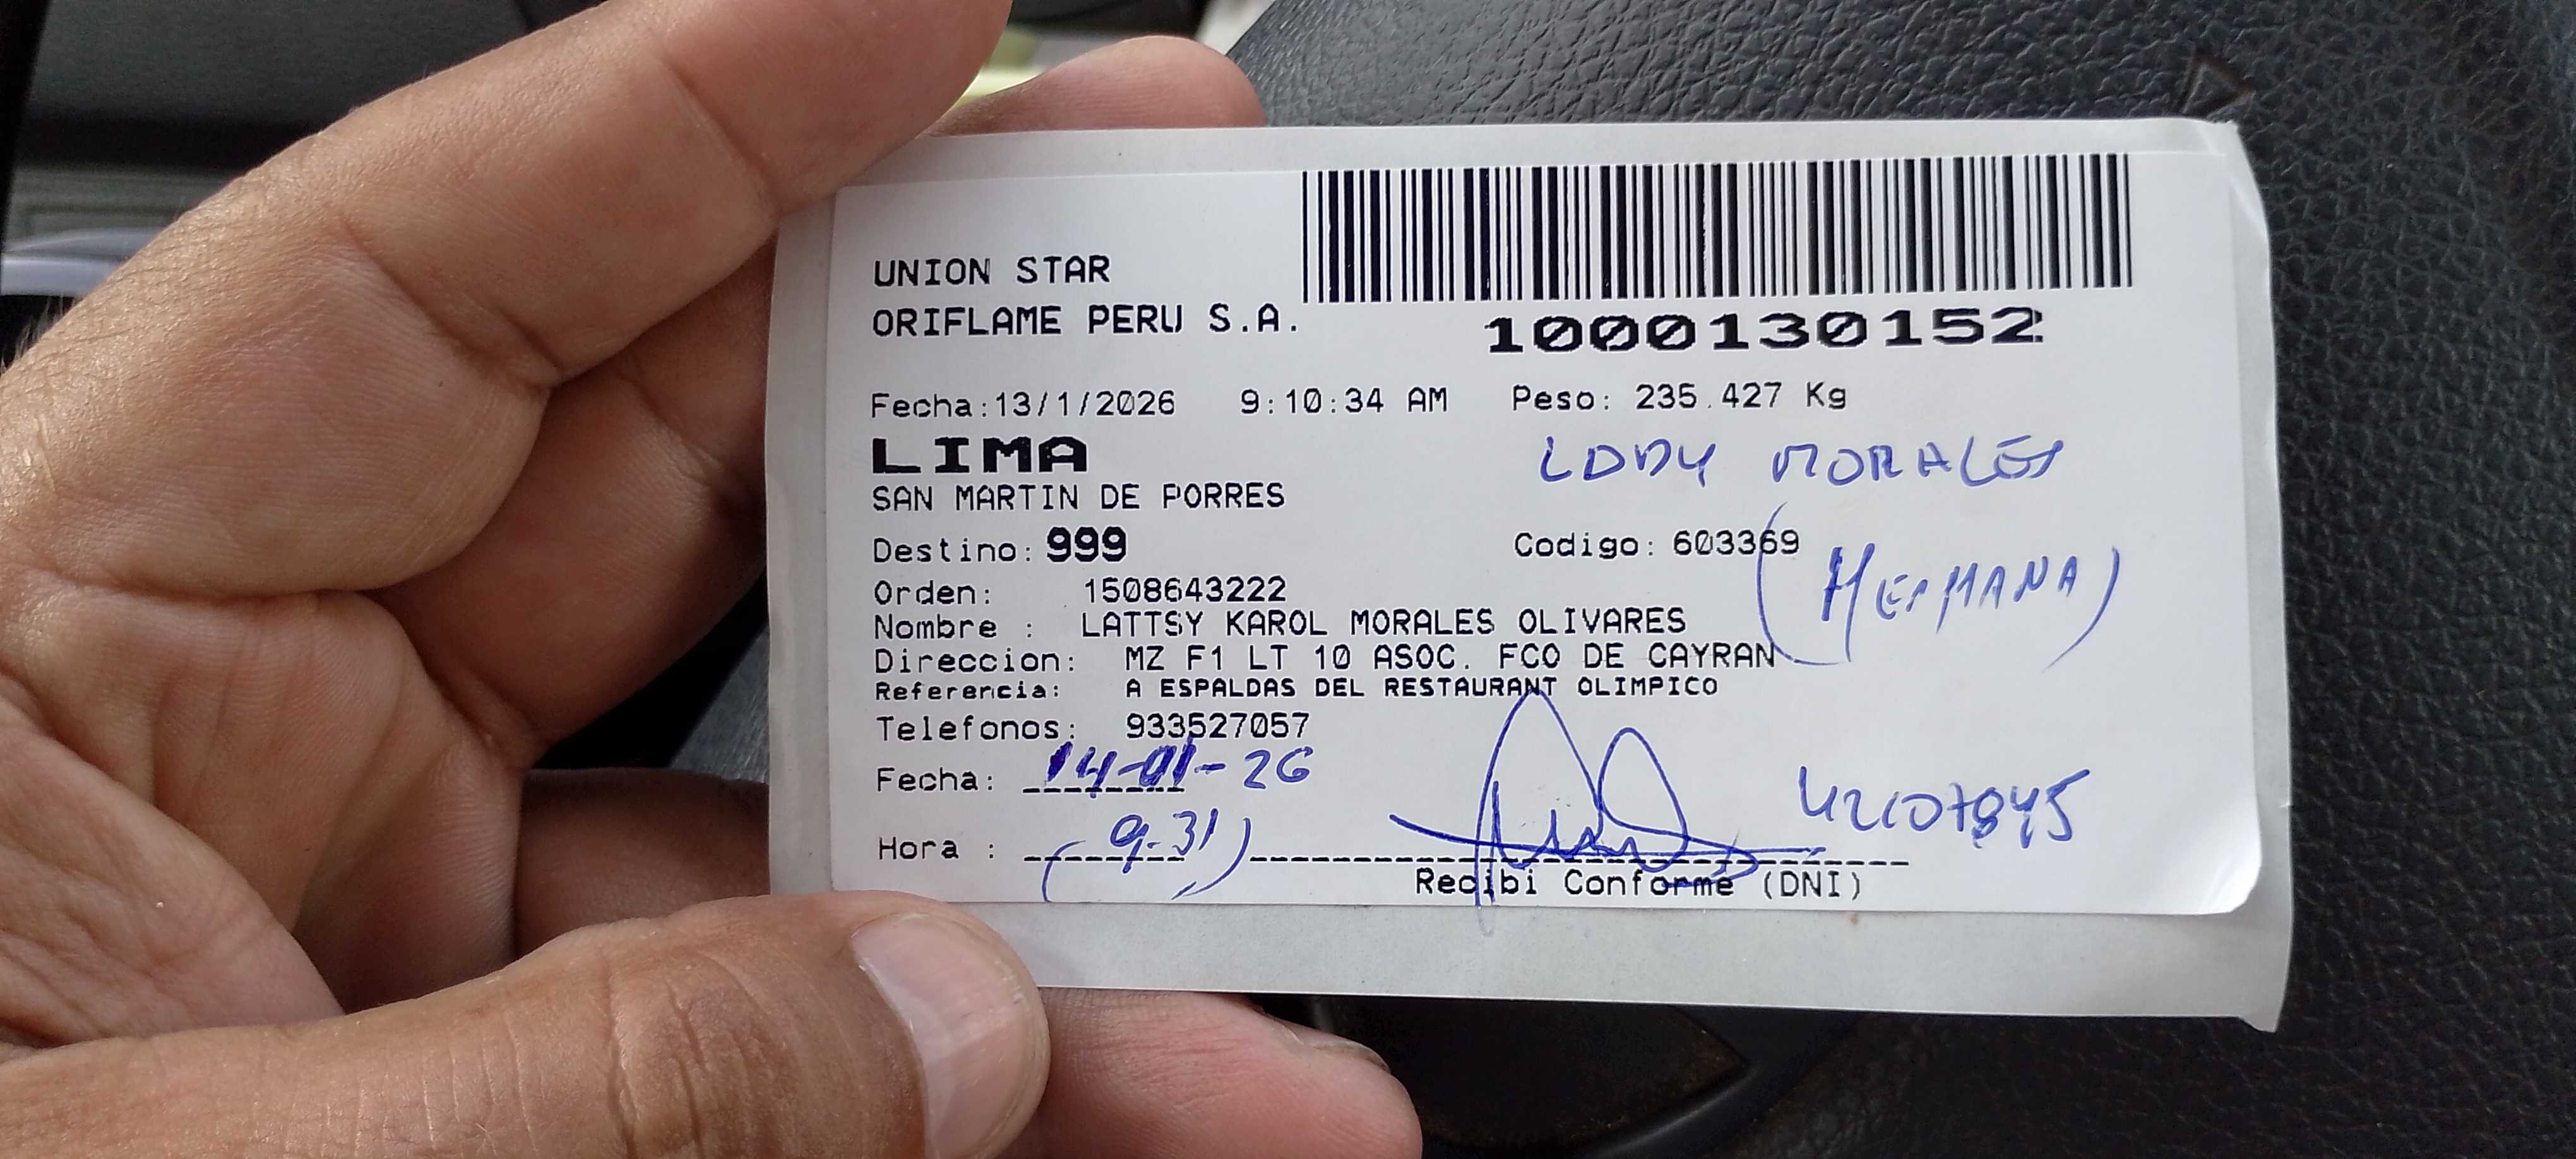 UNION STAR
ORIFLAME PERU S.A.
1000130152
Fecha:13/1/2026 9:10:34 AM Peso: 235.427 Kg
LIMA
MORALES
SAN MARTIN DE PORRES
Destino: 999 Codigo: 603369
(HERMANA)
Orden: 1508643222
Nombre : LATTSY KAROL MORALES OLIVARES
Direccion: MZ F1 LT 10 ASOC. FCO DE CAYRAN
Referencia: A ESPALDAS DEL RESTAURANT OLIMPICO
Telefonos: 933527057
Fecha: 14-01-26
Hora : (9.31)
Recibi Conforme (DNI)